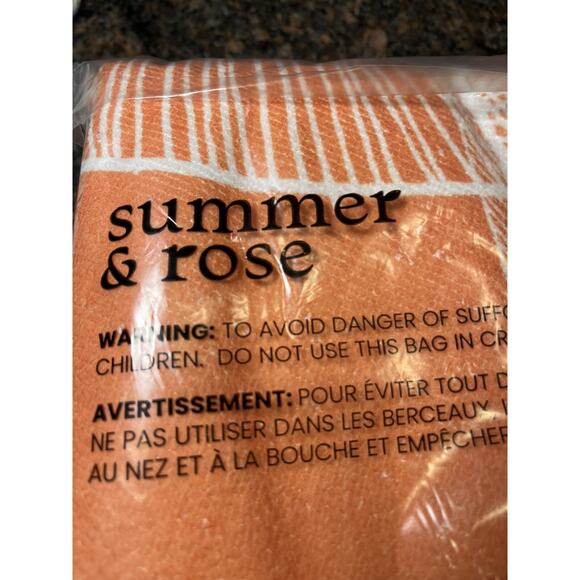 summer
& rose
WARNING: TO AVOID DANGER OF
CHILDREN. DO NOT USE THIS BAG IN
AVERTISSEMENT: POUR ÉVITER TOUT
NE PAS UTILISER DANS LES BERCEAUX,
AU NEZ ET À LA BOUCHE ET EMPÊCHER